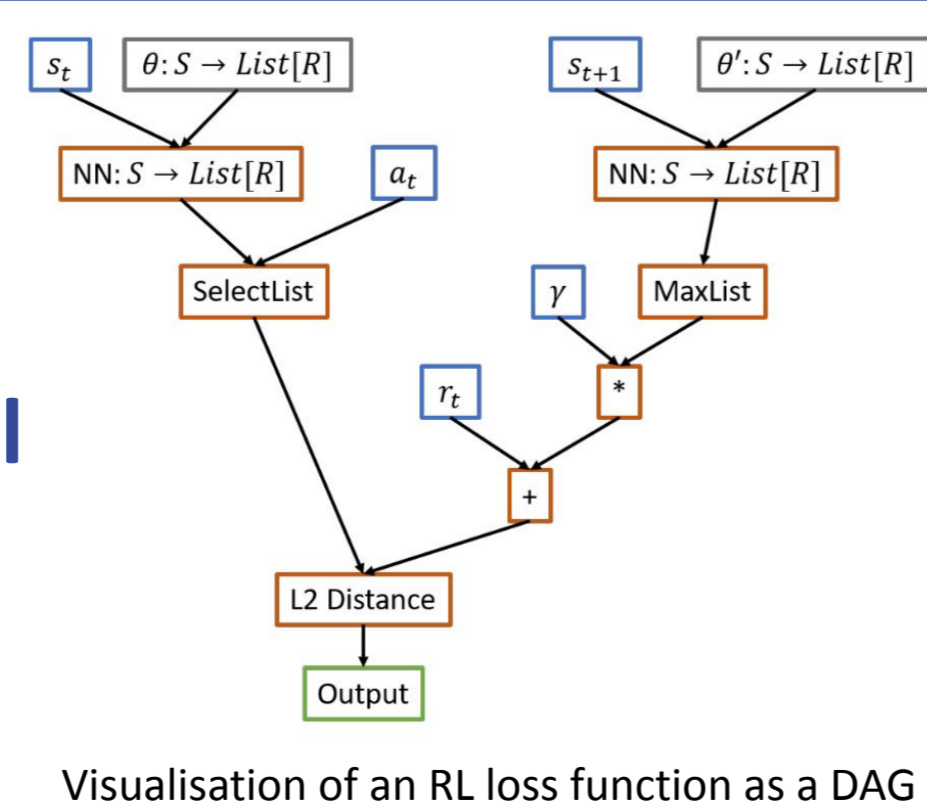 s_t
θ: S → List[R]
s_{t+1}
θ': S → List[R]
NN: S → List[R]
a_t
NN: S → List[R]
SelectList
γ
MaxList
r_t
*
+
L2 Distance
Output
Visualisation of an RL loss function as a DAG